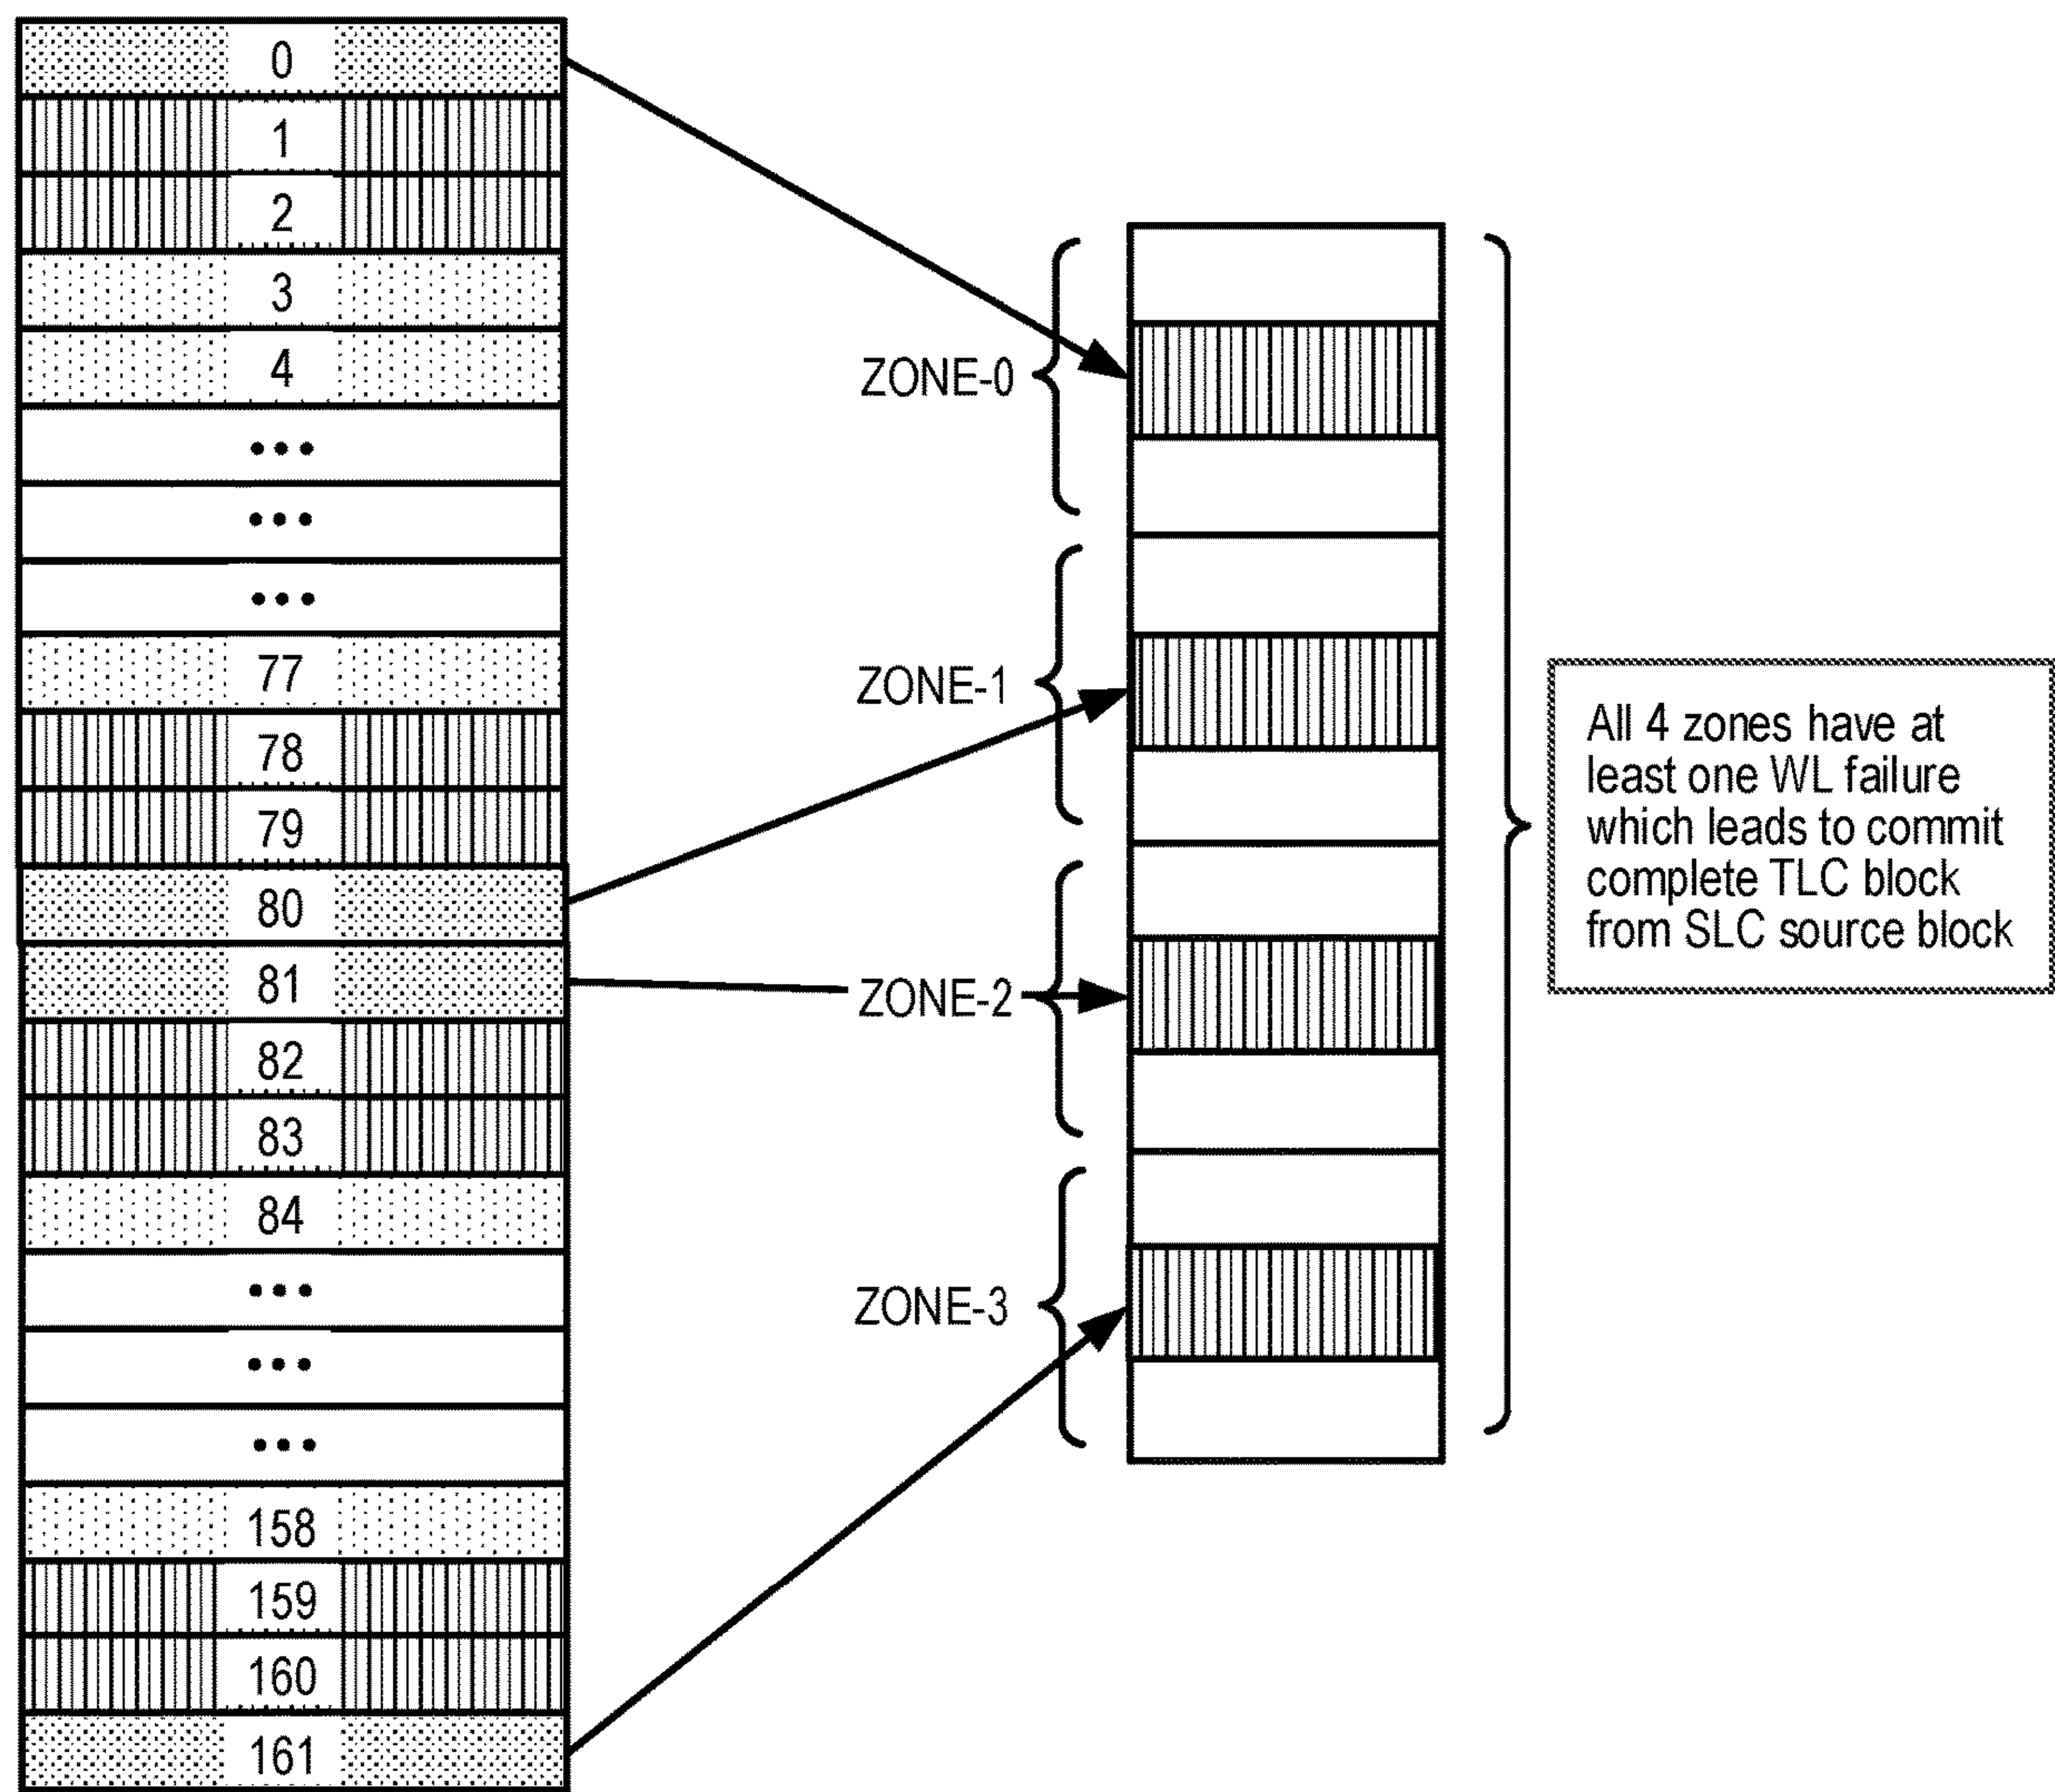 0
1
2
3
4
...
...
...
77
78
79
80
81
82
83
84
...
...
...
158
159
160
161
ZONE-0
ZONE-1
ZONE-2
ZONE-3
All 4 zones have at
least one WL failure
which leads to commit
complete TLC block
from SLC source block